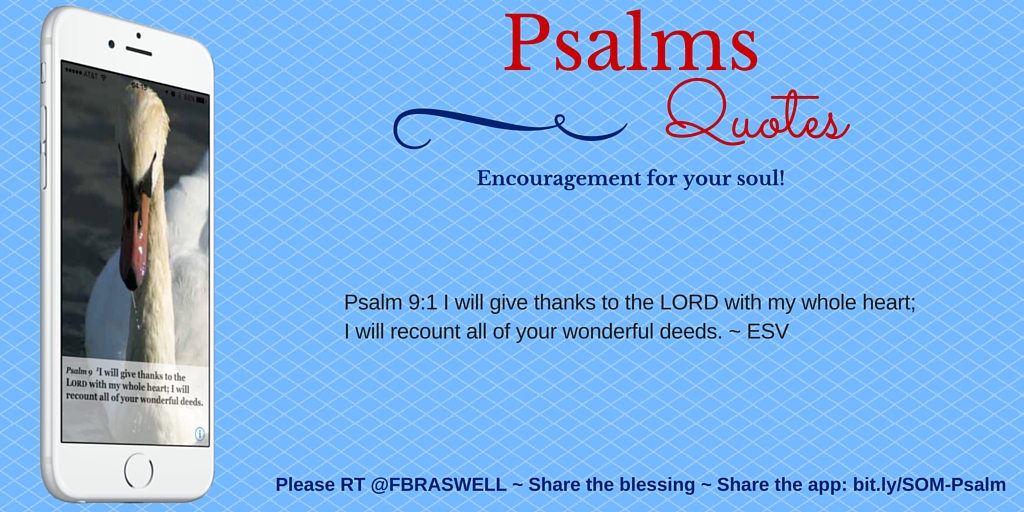 Psalms
Quotes
Encouragement for your soul!
Psalm 9:1 I will give thanks to the LORD with my whole heart;
I will recount all of your wonderful deeds. ~ ESV
AT&T
Psalm 9 ¹I will give thanks to the
LORD with my whole heart; I will
recount all of your wonderful deeds.
Please RT @FBRASWELL ~ Share the blessing ~ Share the app: bit.ly/SOM-Psalm